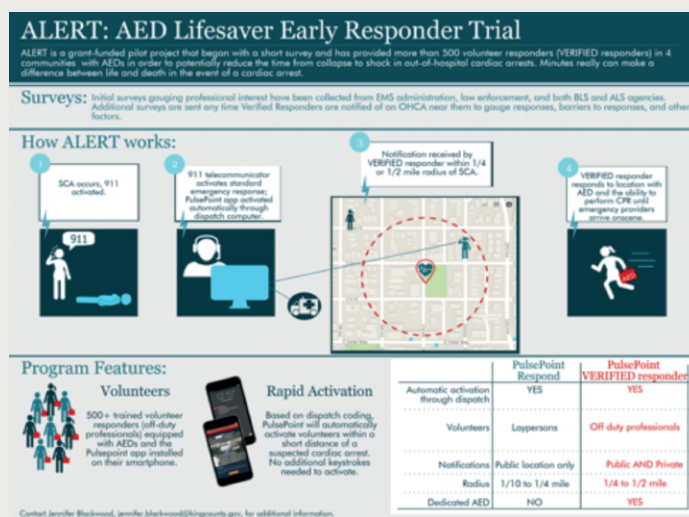 ALERT: AED Lifesaver Early Responder Trial
ALERT is a grant-funded pilot project that began with a short survey and has provided more than 500 volunteer responders (VERIFIED responders) in 4
communities with AEDs in order to potentially reduce the time from collapse to shock in out-of-hospital cardiac arrests. Minutes really can make a
difference between life and death in the event of a cardiac arrest.
Surveys: Initial surveys gauging professional interest have been collected from EMS administration, law enforcement, and both BLS and ALS agencies.
Additional surveys are sent any time Verified Responders are notified of an OHCA near them to gauge responses, barriers to responses, and other
factors.
How ALERT works:
1
SCA occurs, 911
activated.
911
2
911 telecommunicator
activates standard
emergency response;
PulsePoint app activated
automatically through
dispatch computer.
3
Notification received by
VERIFIED responder within 1/4
or 1/2 mile radius of SCA.
4
VERIFIED responder
responds to location with
AED and the ability to
perform CPR until
emergency providers
arrive onscene.
AED
Program Features:
Volunteers
500+ trained volunteer
responders (off-duty
professionals) equipped
with AEDs and the
Pulsepoint app installed
on their smartphone.
Rapid Activation
Based on dispatch coding,
PulsePoint will automatically
activate volunteers within a
short distance of a
suspected cardiac arrest.
No additional keystrokes
needed to activate.
PulsePoint Respond PulsePoint VERIFIED responder
Automatic activation through dispatch YES YES
Volunteers Laypersons Off duty professionals
Notifications Public location only Public AND Private
Radius 1/10 to 1/4 mile 1/4 to 1/2 mile
Dedicated AED NO YES
Contact Jennifer Blackwood, jennifer.blackwood@kingcounty.gov, for additional information.